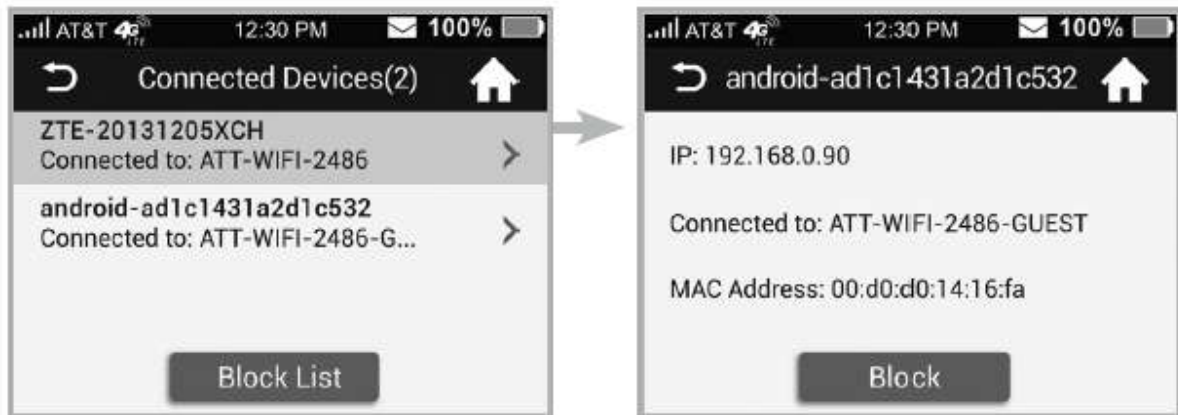 AT&T 4G LTE 12:30 PM 100%
Connected Devices(2)
ZTE-20131205XCH
Connected to: ATT-WIFI-2486
android-ad1c1431a2d1c532
Connected to: ATT-WIFI-2486-G...
Block List
AT&T 4G LTE 12:30 PM 100%
android-ad1c1431a2d1c532
IP: 192.168.0.90
Connected to: ATT-WIFI-2486-GUEST
MAC Address: 00:d0:d0:14:16:fa
Block